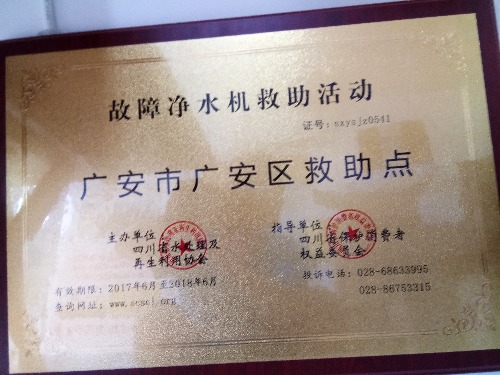 故障净水机救助活动
证号：sxysjz0541
广安市广安区救助点
主办单位
四川省水处理及
再生利用协会
有效期限：2017年6月至2018年6月
查询网址：www.scscl.org
指导单位
四川省保护消费者
权益委员会
投诉电话：028-68633995
028-86753315